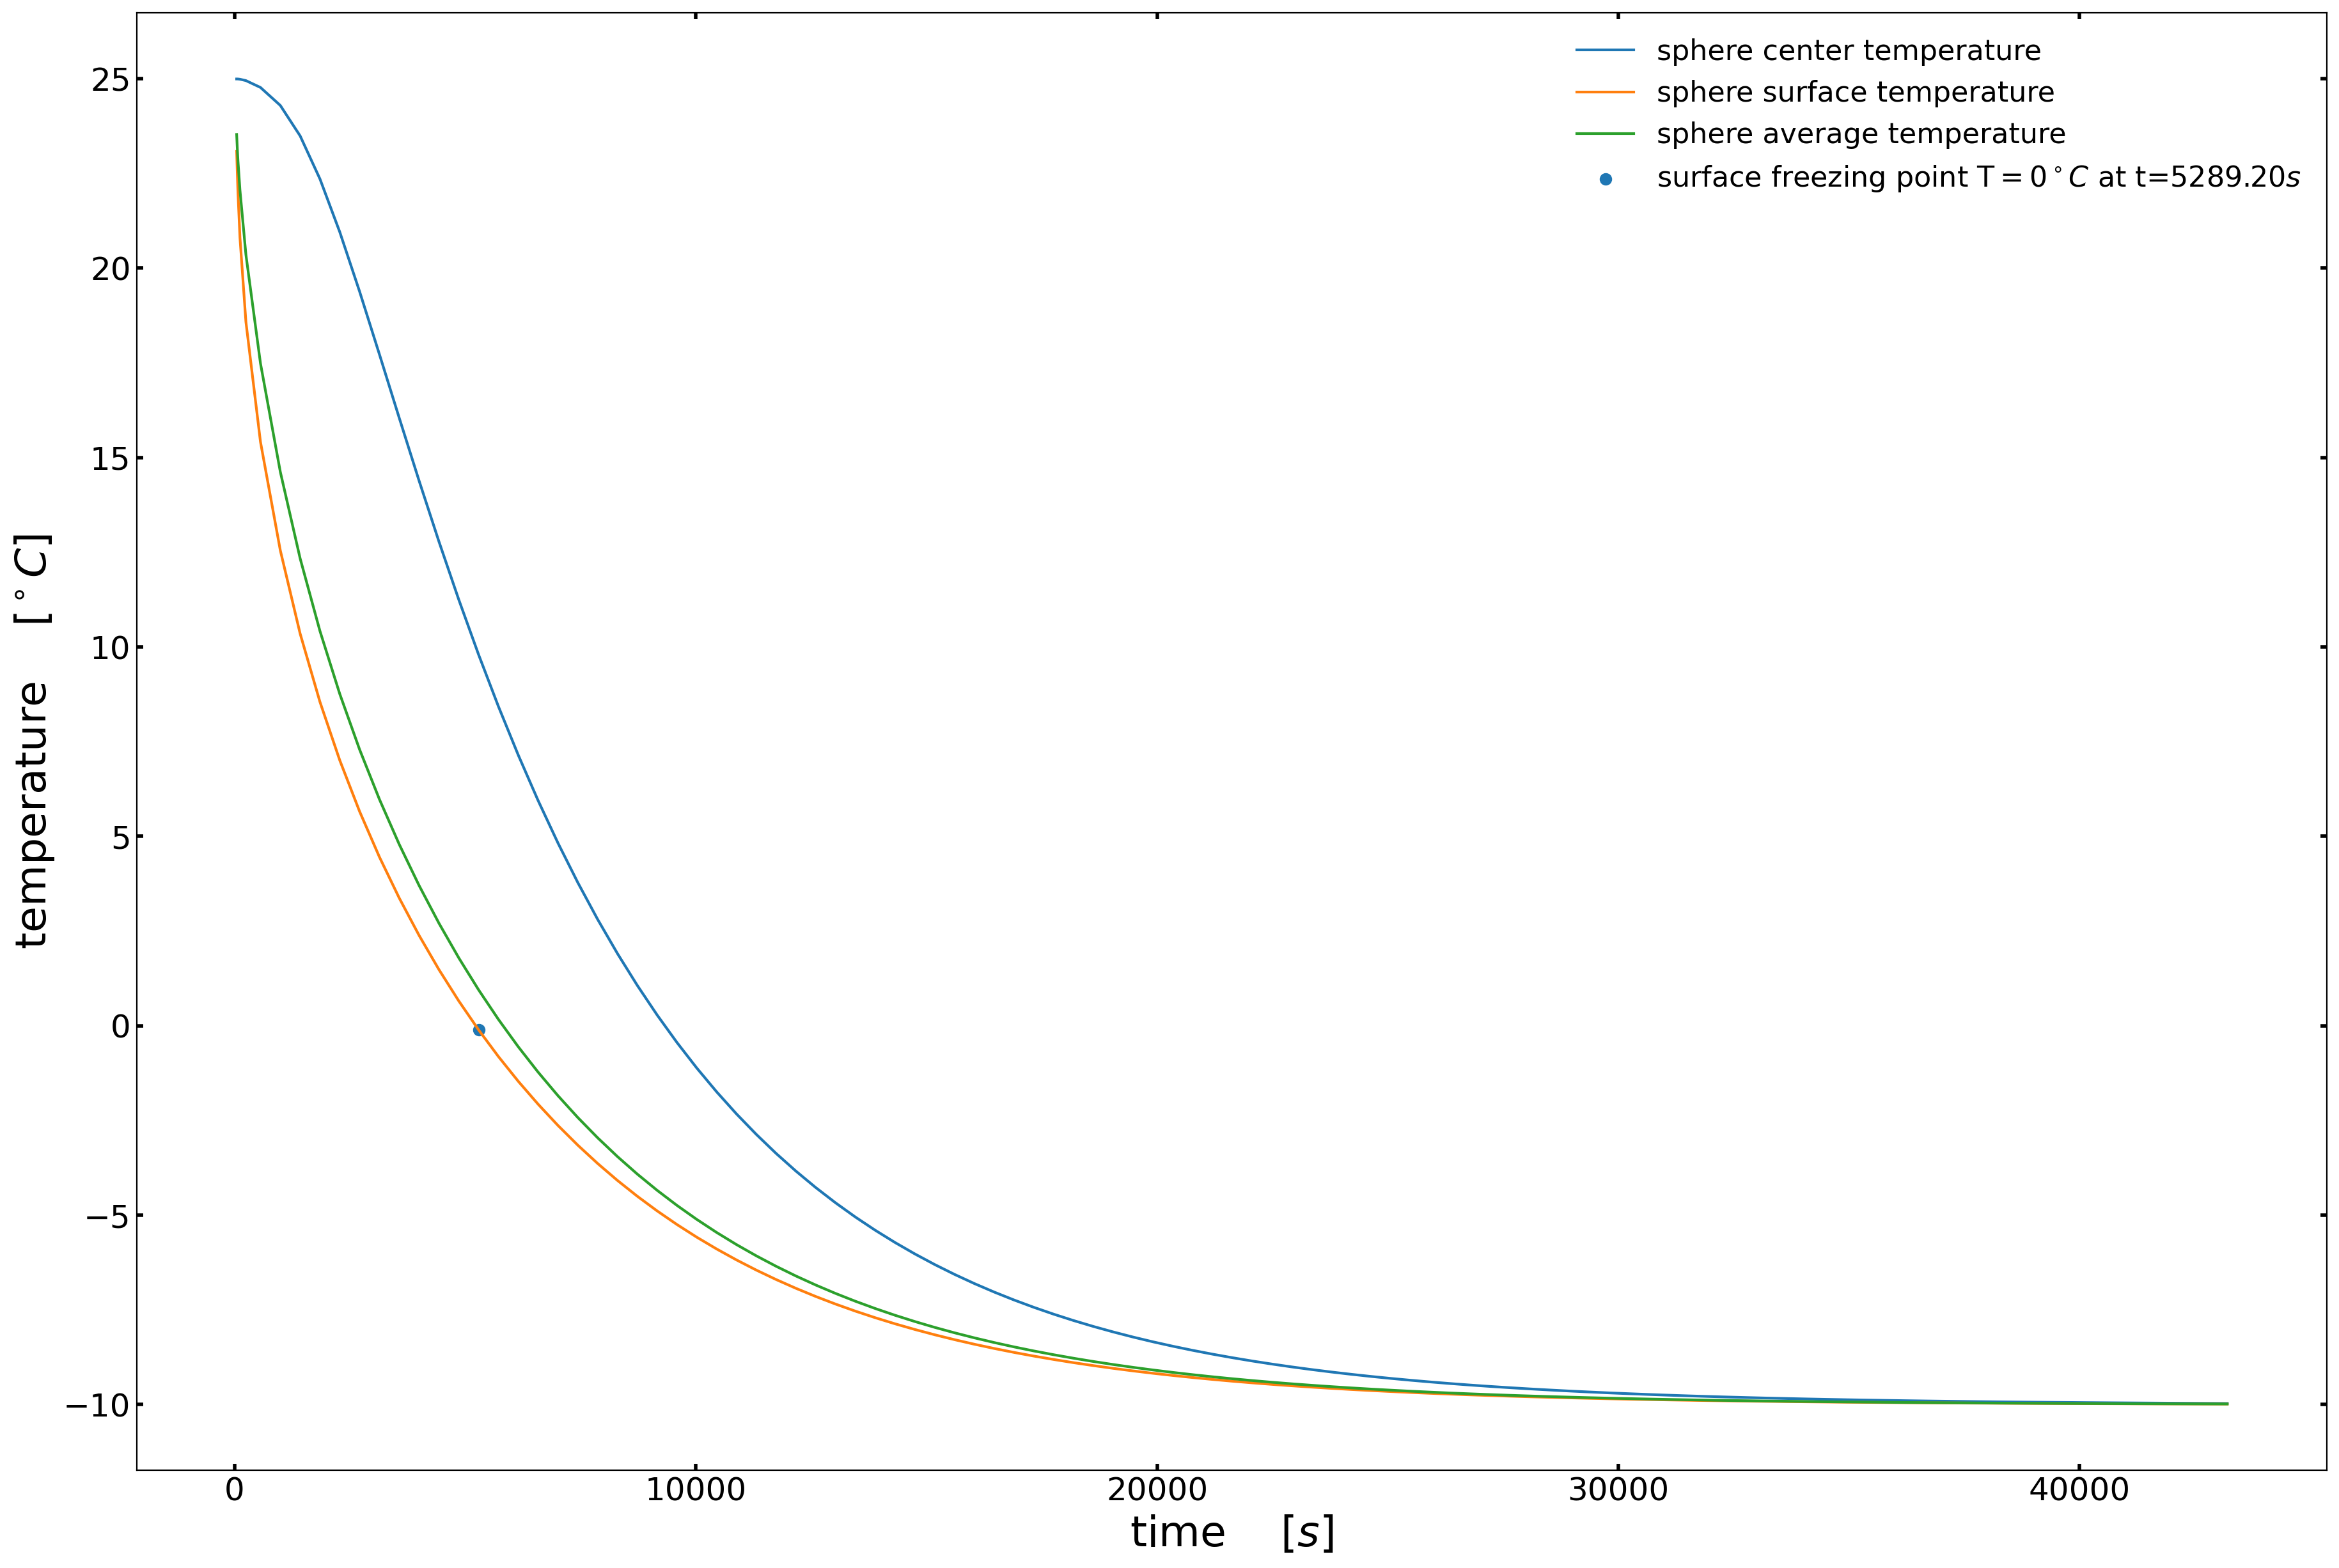 sphere center temperature
sphere surface temperature
sphere average temperature
surface freezing point T = 0°C at t=5289.20s
temperature [°C]
25
20
15
10
5
0
−5
−10
0 10000 20000 30000 40000
time [s]